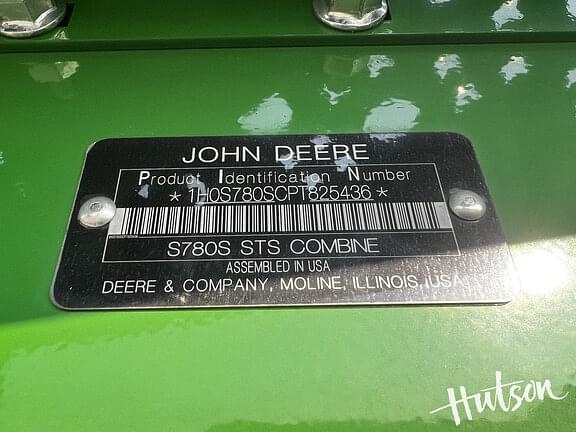 JOHN DEERE
Product Identification Number
*1H0S780SCPT825436*
S780S STS COMBINE
ASSEMBLED IN USA
DEERE & COMPANY, MOLINE, ILLINOIS, USA
Hutson